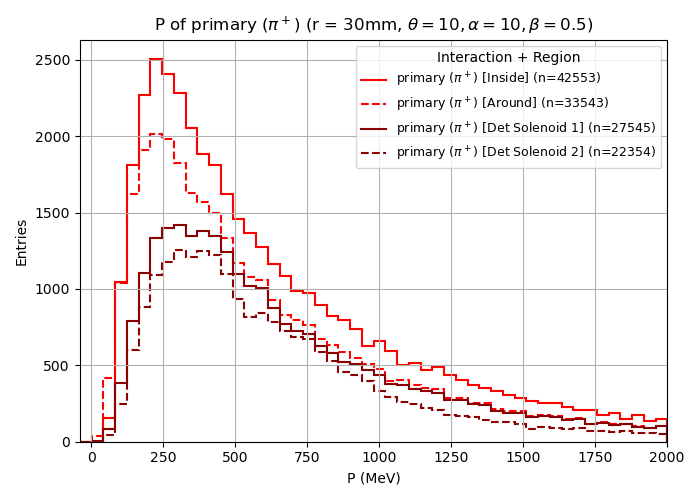 P of primary (π⁺) (r = 30mm, θ = 10, α = 10, β = 0.5)
Interaction + Region
primary (π⁺) [Inside] (n=42553)
primary (π⁺) [Around] (n=33543)
primary (π⁺) [Det Solenoid 1] (n=27545)
primary (π⁺) [Det Solenoid 2] (n=22354)
Entries
2500
2000
1500
1000
500
0
0 250 500 750 1000 1250 1500 1750 2000
P (MeV)